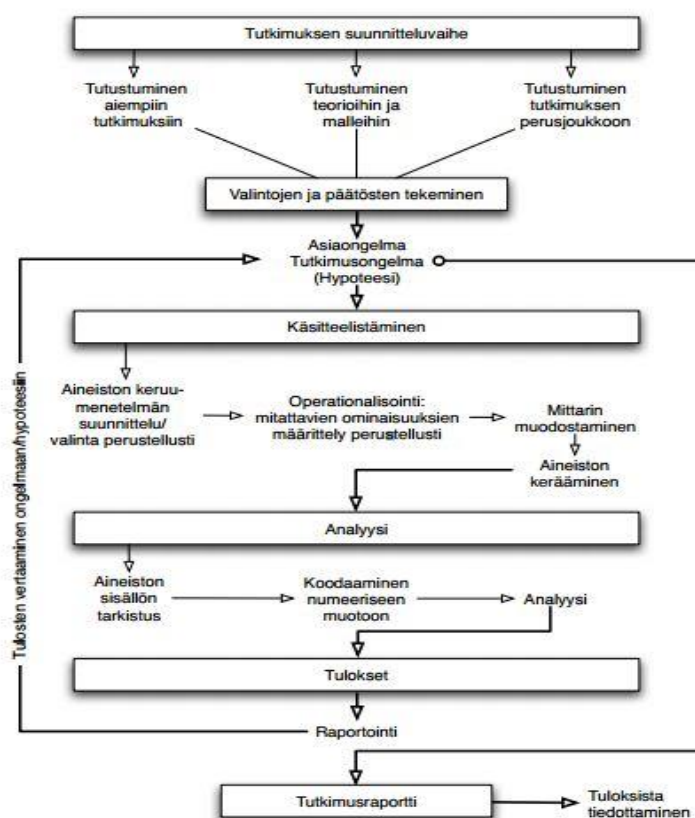 Tutkimuksen suunnitteluvaihe
Tutustuminen
aiempiin
tutkimuksiin
Tutustuminen
teorioihin ja
malleihin
Tutustuminen
tutkimuksen
perusjoukkoon
Valintojen ja päätösten tekeminen
Asiaongelma
Tutkimusongelma
(Hypoteesi)
Käsitteelistäminen
Aineiston keruu-
menetelmän
suunnittelu/
valinta perustellusti
Operationalisointi:
mitattavien ominaisuuksien
määrittely perustellusti
Mittarin
muodostaminen
Aineiston
kerääminen
Analyysi
Aineiston
sisällön
tarkistus
Koodaaminen
numeeriseen
muotoon
Analyysi
Tulokset
Raportointi
Tulosten vertaaminen ongelmaan/hypoteesiin
Tutkimusraportti
Tuloksista
tiedottaminen